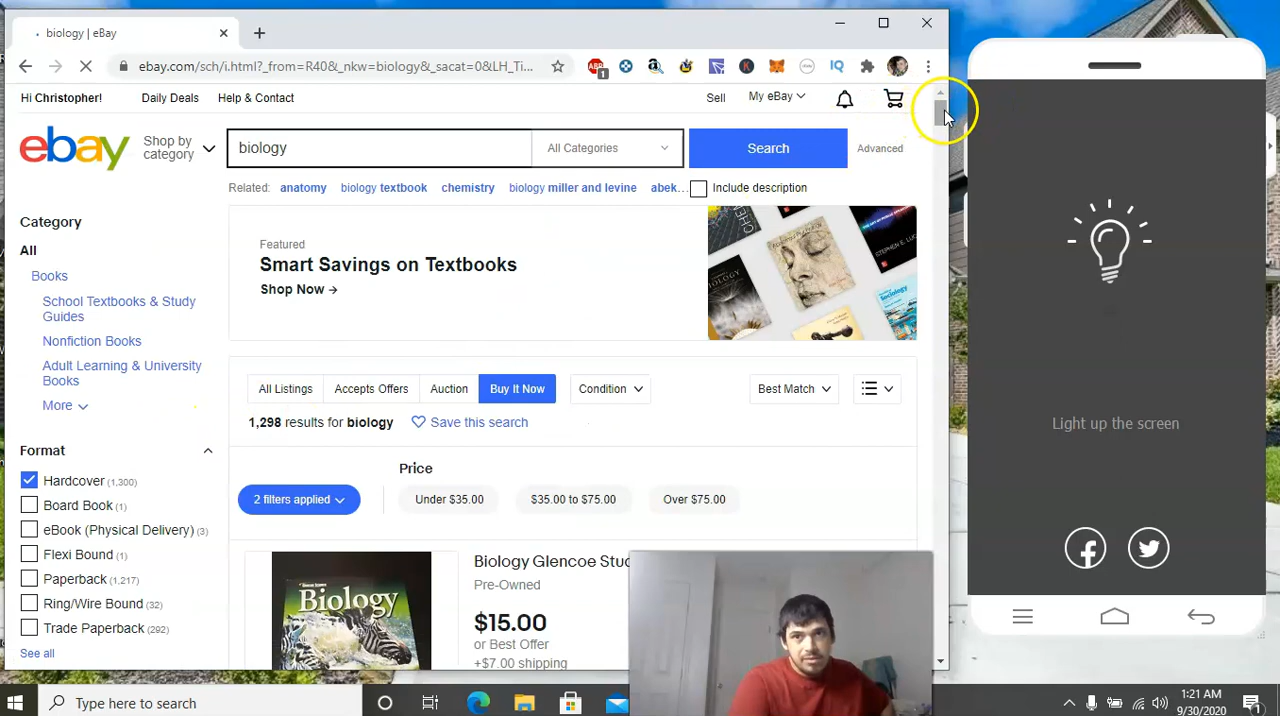 biology | eBay
ebay.com/sch/i.html?_from=R40&_nkw=biology&_sacat=0&LH_Ti...
Hi Christopher!
Daily Deals
Help & Contact
Sell
My eBay
ebay
Shop by
category
biology
All Categories
Search
Advanced
Related:
anatomy
biology textbook
chemistry
biology miller and levine
abek...
Include description
Category
All
Books
School Textbooks & Study
Guides
Nonfiction Books
Adult Learning & University
Books
More
Featured
Smart Savings on Textbooks
Shop Now →
All Listings
Accepts Offers
Auction
Buy It Now
Condition
Best Match
1,298 results for biology
Save this search
Format
Hardcover (1,300)
Board Book (1)
eBook (Physical Delivery) (3)
Flexi Bound (1)
Paperback (1,217)
Ring/Wire Bound (32)
Trade Paperback (292)
See all
Price
2 filters applied
Under $35.00
$35.00 to $75.00
Over $75.00
Biology
Biology Glencoe Stud
Pre-Owned
$15.00
or Best Offer
+$7.00 shipping
Light up the screen
Type here to search
1:21 AM
9/30/2020